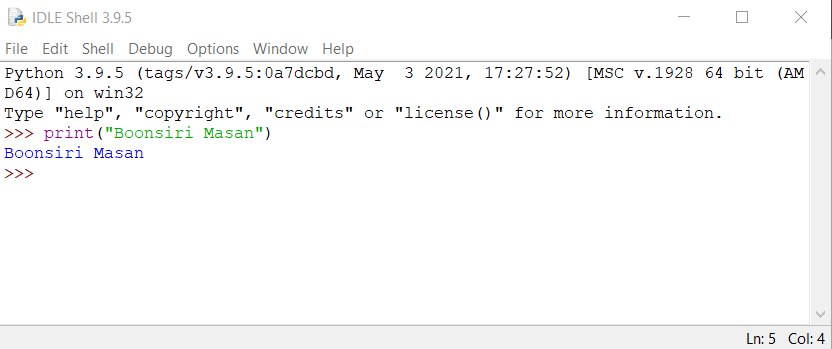 IDLE Shell 3.9.5
File Edit Shell Debug Options Window Help
Python 3.9.5 (tags/v3.9.5:0a7dcbd, May  3 2021, 17:27:52) [MSC v.1928 64 bit (AM
D64)] on win32
Type "help", "copyright", "credits" or "license()" for more information.
>>> print("Boonsiri Masan")
Boonsiri Masan
>>>
Ln: 5 Col: 4